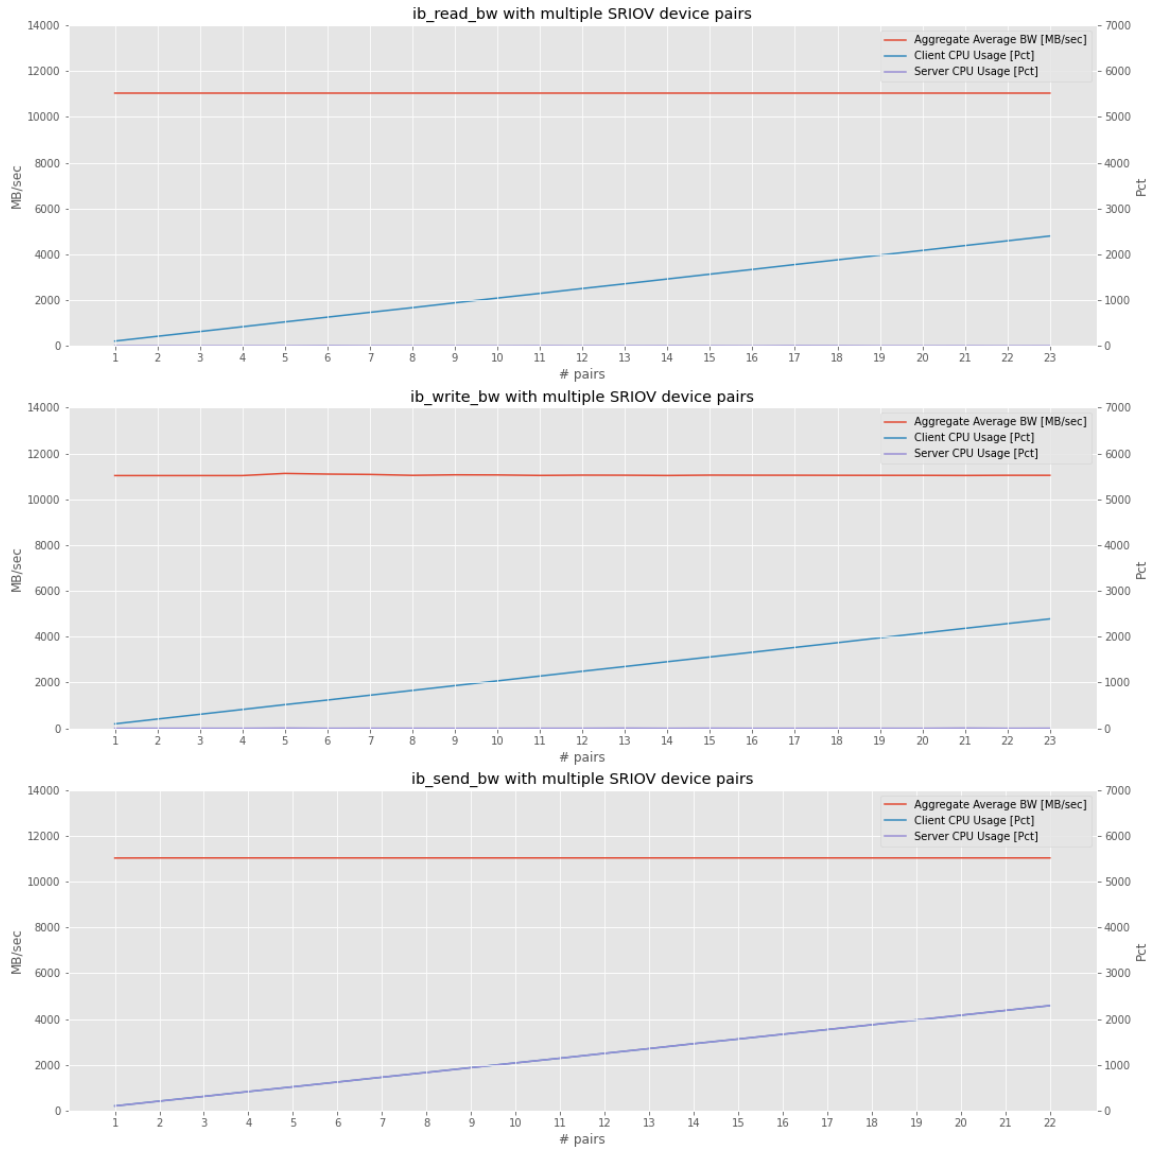 ib_read_bw with multiple SRIOV device pairs
14000
12000
10000
8000
6000
4000
2000
0
MB/sec
7000
6000
5000
4000
3000
2000
1000
0
Pct
Aggregate Average BW [MB/sec]
Client CPU Usage [Pct]
Server CPU Usage [Pct]
1 2 3 4 5 6 7 8 9 10 11 12 13 14 15 16 17 18 19 20 21 22 23
# pairs
ib_write_bw with multiple SRIOV device pairs
14000
12000
10000
8000
6000
4000
2000
0
MB/sec
7000
6000
5000
4000
3000
2000
1000
0
Pct
Aggregate Average BW [MB/sec]
Client CPU Usage [Pct]
Server CPU Usage [Pct]
1 2 3 4 5 6 7 8 9 10 11 12 13 14 15 16 17 18 19 20 21 22 23
# pairs
ib_send_bw with multiple SRIOV device pairs
14000
12000
10000
8000
6000
4000
2000
0
MB/sec
7000
6000
5000
4000
3000
2000
1000
0
Pct
Aggregate Average BW [MB/sec]
Client CPU Usage [Pct]
Server CPU Usage [Pct]
1 2 3 4 5 6 7 8 9 10 11 12 13 14 15 16 17 18 19 20 21 22
# pairs